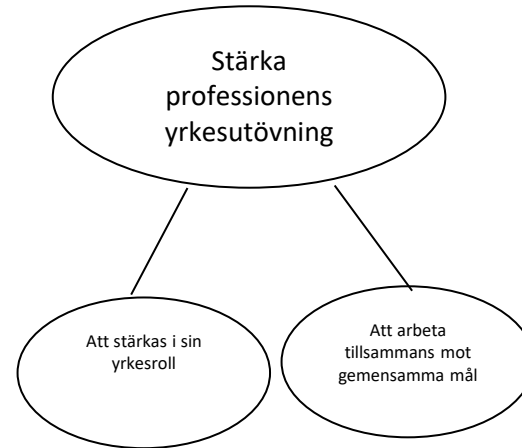 Stärka
professionens
yrkesutövning
Att stärkas i sin
yrkesroll
Att arbeta
tillsammans mot
gemensamma mål